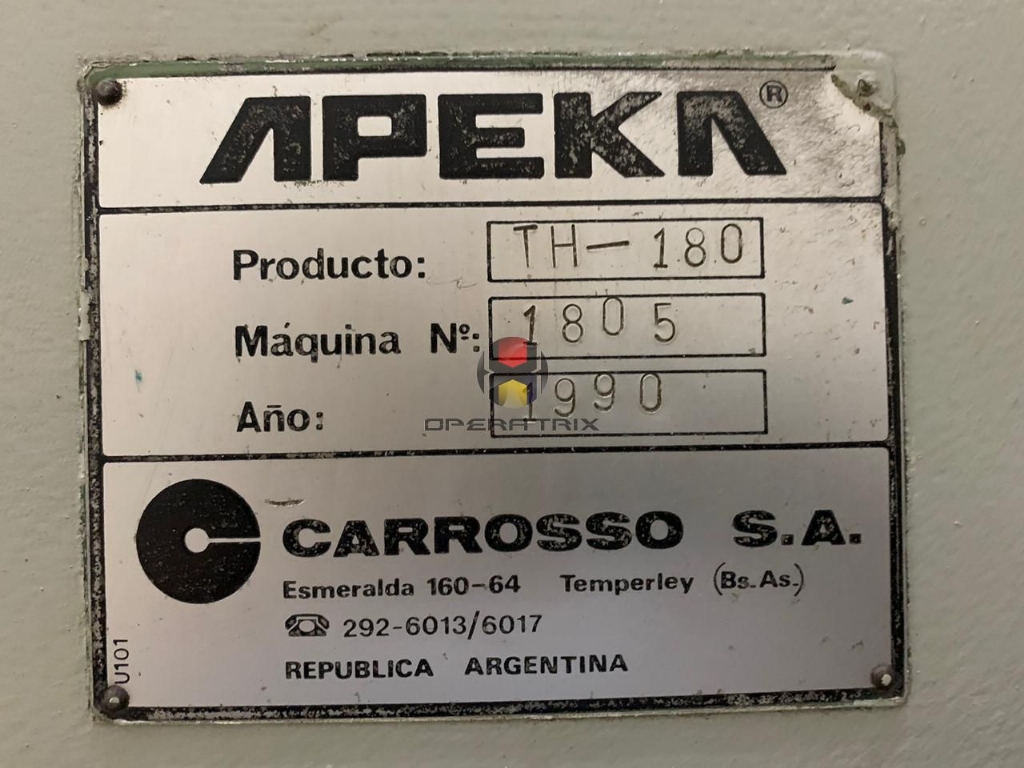 APEKA®
Producto: TH-180
Máquina Nº: 1805
Año: 1990
OPERATRIX
CARROSSO S.A.
Esmeralda 160-64 Temperley (Bs.As.)
☎ 292-6013/6017
REPUBLICA ARGENTINA
U101